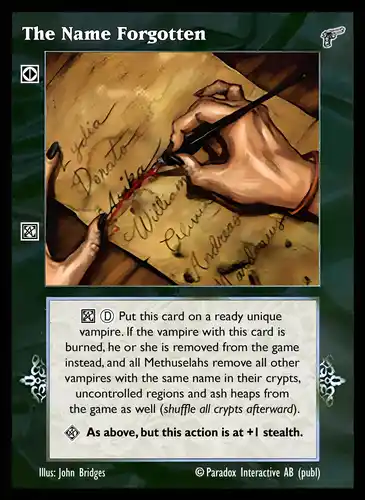 The Name Forgotten
Lydia
Donato
Mika
William
Andreas
D Put this card on a ready unique
vampire. If the vampire with this card is
burned, he or she is removed from the game
instead, and all Methuselahs remove all other
vampires with the same name in their crypts,
uncontrolled regions and ash heaps from
the game as well (shuffle all crypts afterward).
As above, but this action is at +1 stealth.
Illus: John Bridges
© Paradox Interactive AB (publ)